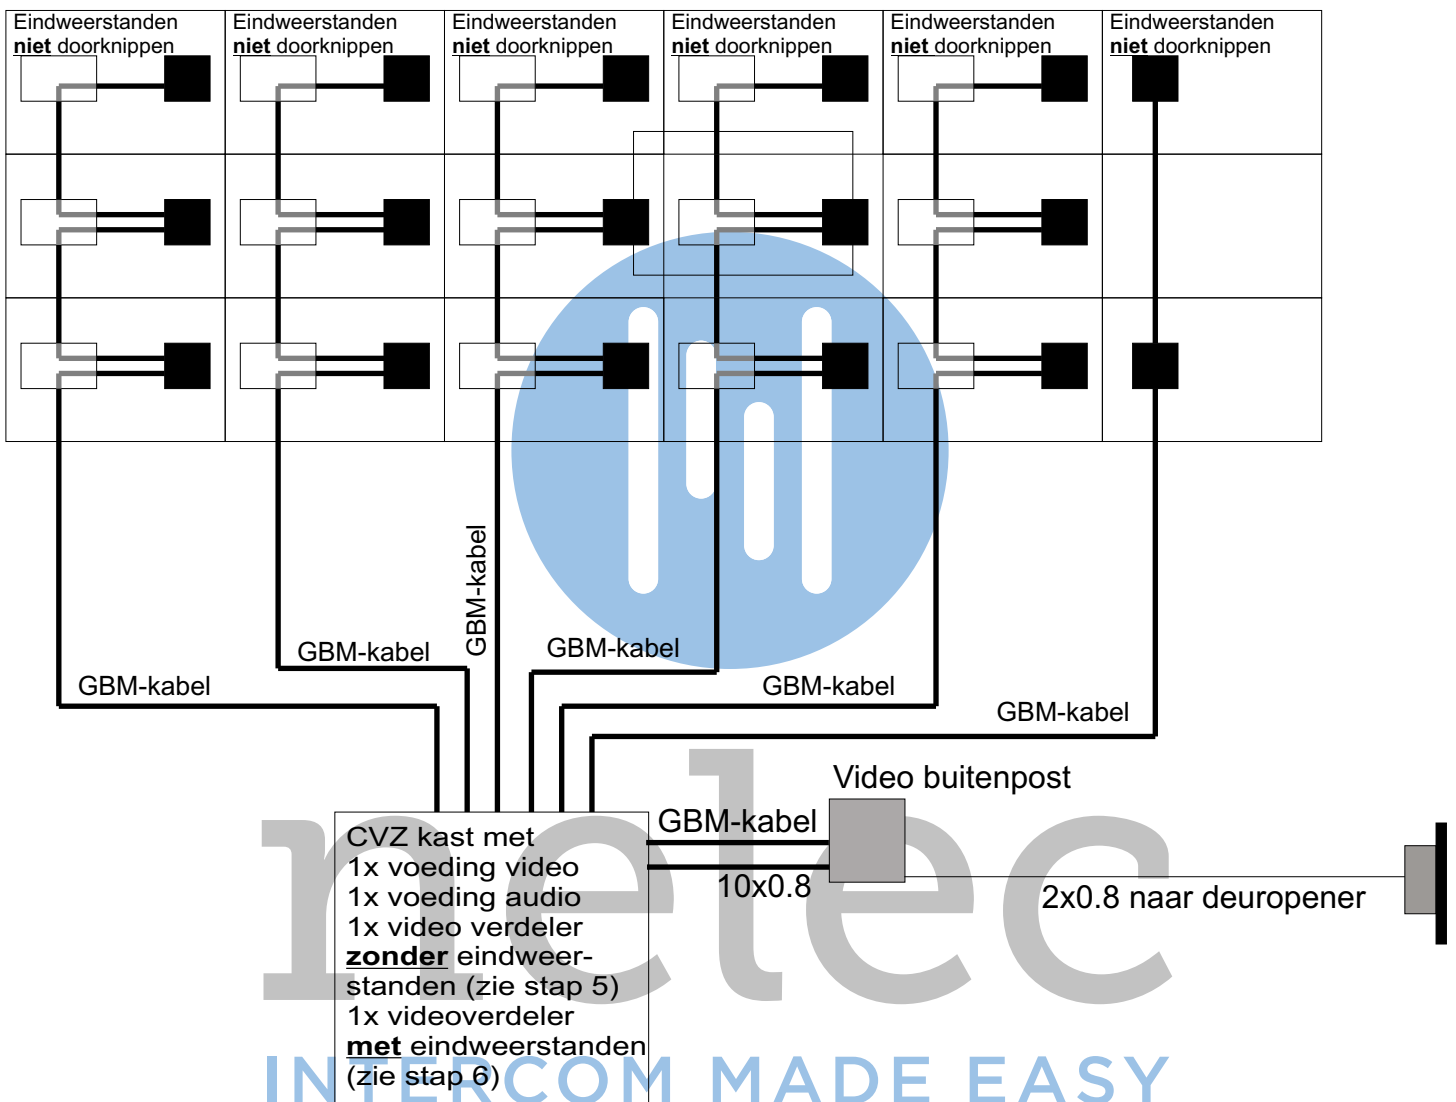 Eindweerstanden
niet doorknippen
Eindweerstanden
niet doorknippen
Eindweerstanden
niet doorknippen
Eindweerstanden
niet doorknippen
Eindweerstanden
niet doorknippen
Eindweerstanden
niet doorknippen
GBM-kabel
GBM-kabel
GBM-kabel
GBM-kabel
GBM-kabel
GBM-kabel
Video buitenpost
GBM-kabel
10x0.8
2x0.8 naar deuropener
CVZ kast met
1x voeding video
1x voeding audio
1x video verdeler
zonder eindweer-
standen (zie stap 5)
1x videoverdeler
met eindweerstanden
(zie stap 6)
nelec
INTERCOM MADE EASY